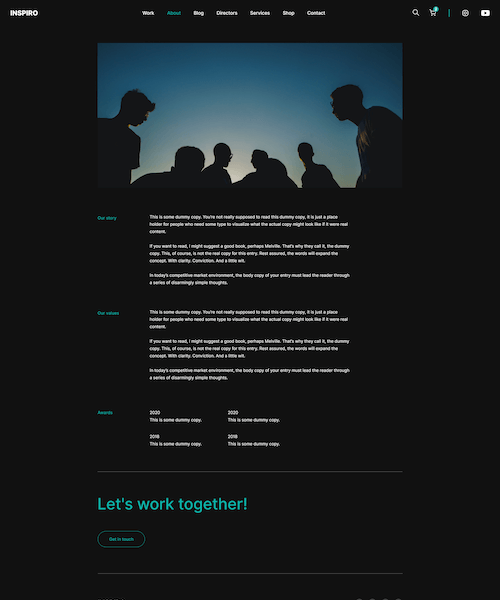 INSPIRO
Work About Blog Directors Services Shop Contact
Our story
This is some dummy copy. You're not really supposed to read this dummy copy, it is just a place
holder for people who need some type to visualize what the actual copy might look like if it were real
content.
If you want to read, I might suggest a good book, perhaps Melville. That's why they call it, the dummy
copy. This, of course, is not the real copy for this entry. Rest assured, the words will expand the
concept. With clarity. Conviction. And a little wit.
In today's competitive market environment, the body copy of your entry must lead the reader through
a series of disarmingly simple thoughts.
Our values
This is some dummy copy. You're not really supposed to read this dummy copy, it is just a place
holder for people who need some type to visualize what the actual copy might look like if it were real
content.
If you want to read, I might suggest a good book, perhaps Melville. That's why they call it, the dummy
copy. This, of course, is not the real copy for this entry. Rest assured, the words will expand the
concept. With clarity. Conviction. And a little wit.
In today's competitive market environment, the body copy of your entry must lead the reader through
a series of disarmingly simple thoughts.
Awards
2020
This is some dummy copy.
2020
This is some dummy copy.
2018
This is some dummy copy.
2018
This is some dummy copy.
Let's work together!
Get in touch